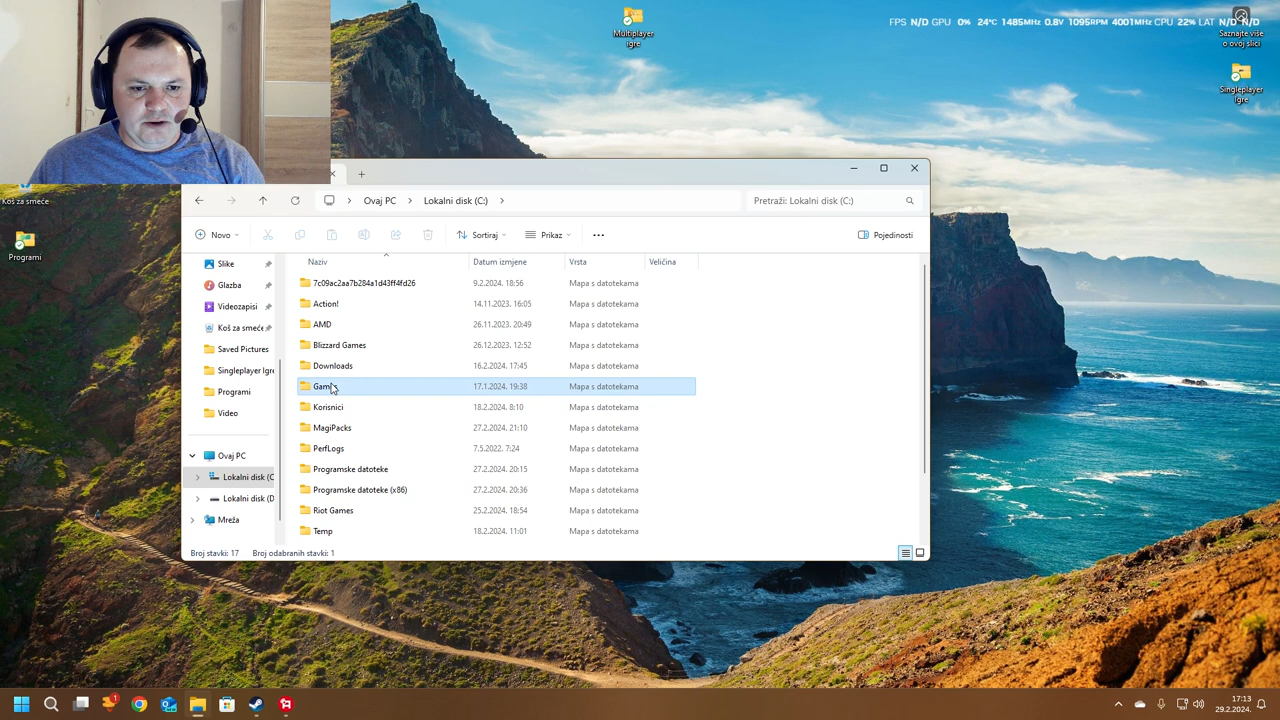 Multiplayer
igre
FPS N/D GPU 0% 24°C 1485MHz 0.8V 1095RPM 4001MHz CPU 22% LAT N/D N/D
Saznajte više
o ovoj slici
Singleplayer
igre
Koš za smeće
Programi
Ovaj PC
Lokalni disk (C:)
Pretraži: Lokalni disk (C:)
Novo
Sortiraj
Prikaz
Pojedinosti
Naziv
Datum izmjene
Vrsta
Veličina
Slike
Glazba
Videozapisi
Koš za smeće
Saved Pictures
Singleplayer Igre
Programi
Video
Ovaj PC
Lokalni disk (C
Lokalni disk (D
Mreža
7c09ac2aa7b284a1d43ff4fd26 9.2.2024. 18:56 Mapa s datotekama
Action! 14.11.2023. 16:05 Mapa s datotekama
AMD 26.11.2023. 20:49 Mapa s datotekama
Blizzard Games 26.12.2023. 12:52 Mapa s datotekama
Downloads 16.2.2024. 17:45 Mapa s datotekama
Games 17.1.2024. 19:38 Mapa s datotekama
Korisnici 18.2.2024. 8:10 Mapa s datotekama
MagiPacks 27.2.2024. 21:10 Mapa s datotekama
PerfLogs 7.5.2022. 7:24 Mapa s datotekama
Programske datoteke 27.2.2024. 20:15 Mapa s datotekama
Programske datoteke (x86) 27.2.2024. 20:36 Mapa s datotekama
Riot Games 25.2.2024. 18:54 Mapa s datotekama
Temp 18.2.2024. 11:01 Mapa s datotekama
Broj stavki: 17 Broj odabranih stavki: 1
1
17:13
29.2.2024.